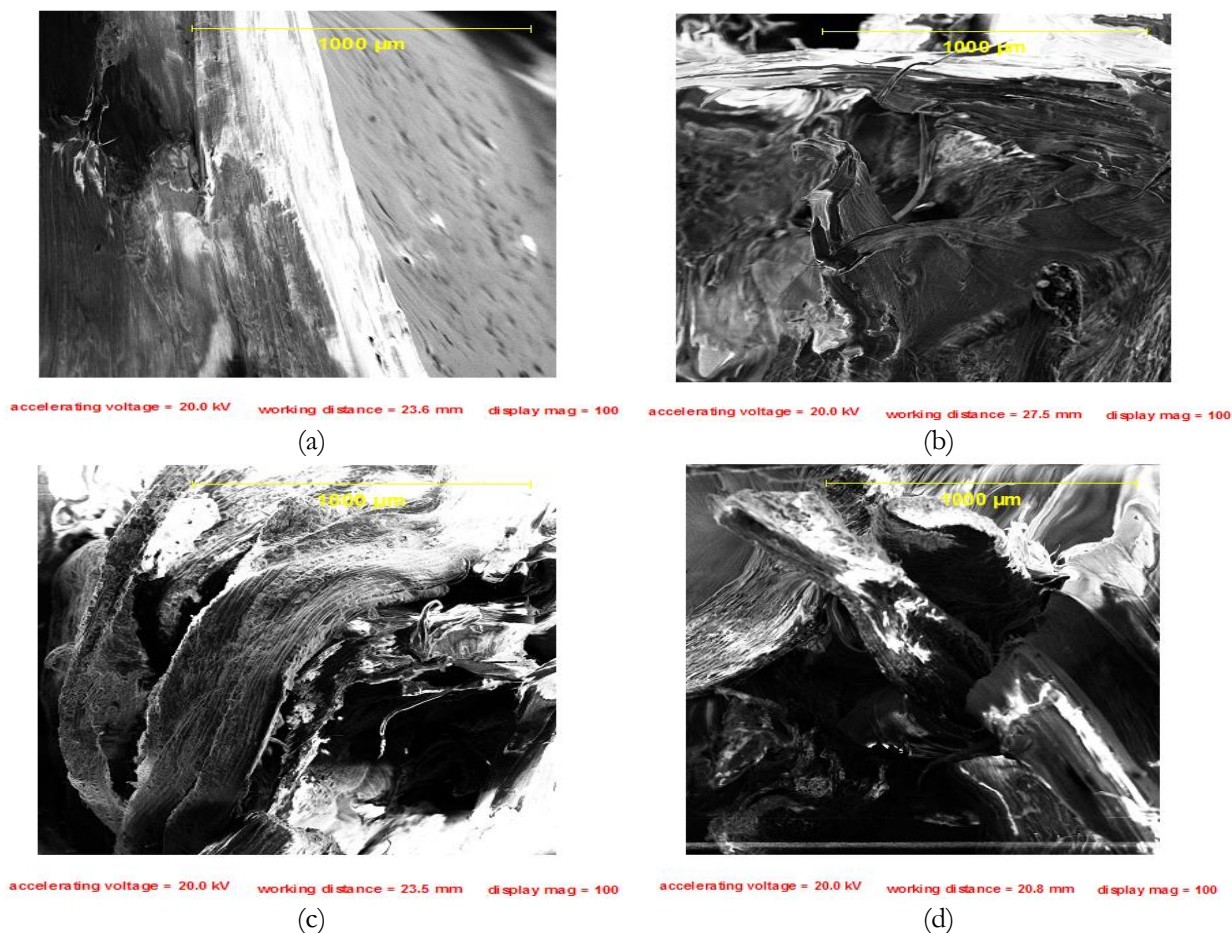 1000 µm
1000 µm
accelerating voltage = 20.0 kV working distance = 23.6 mm display mag = 100
accelerating voltage = 20.0 kV working distance = 27.5 mm display mag = 100
(a)
(b)
1000 µm
1000 µm
accelerating voltage = 20.0 kV working distance = 23.5 mm display mag = 100
accelerating voltage = 20.0 kV working distance = 20.8 mm display mag = 100
(c)
(d)